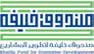 صندوق خليفة
صندوق خليفة لتطوير المشاريع
Khalifa Fund for Enterprise Development